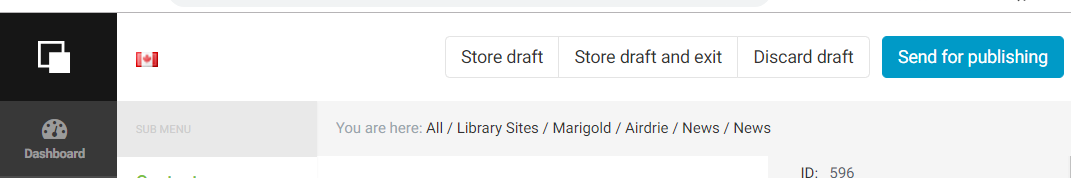 Store draft Store draft and exit Discard draft Send for publishing
SUB MENU You are here: All / Library Sites / Marigold / Airdrie / News / News
Dashboard
ID: 596